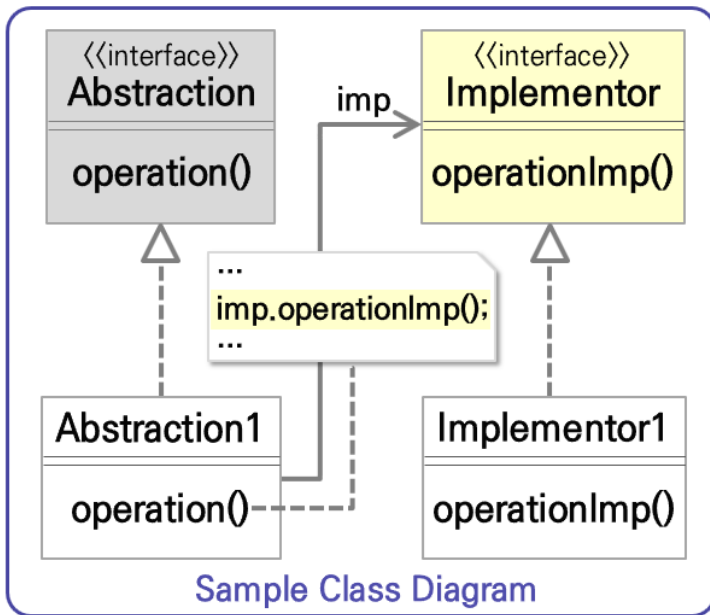 《interface》
Abstraction
operation()
imp
《interface》
Implementor
operationImp()
...
imp.operationImp();
...
Abstraction1
operation()
Implementor1
operationImp()
Sample Class Diagram